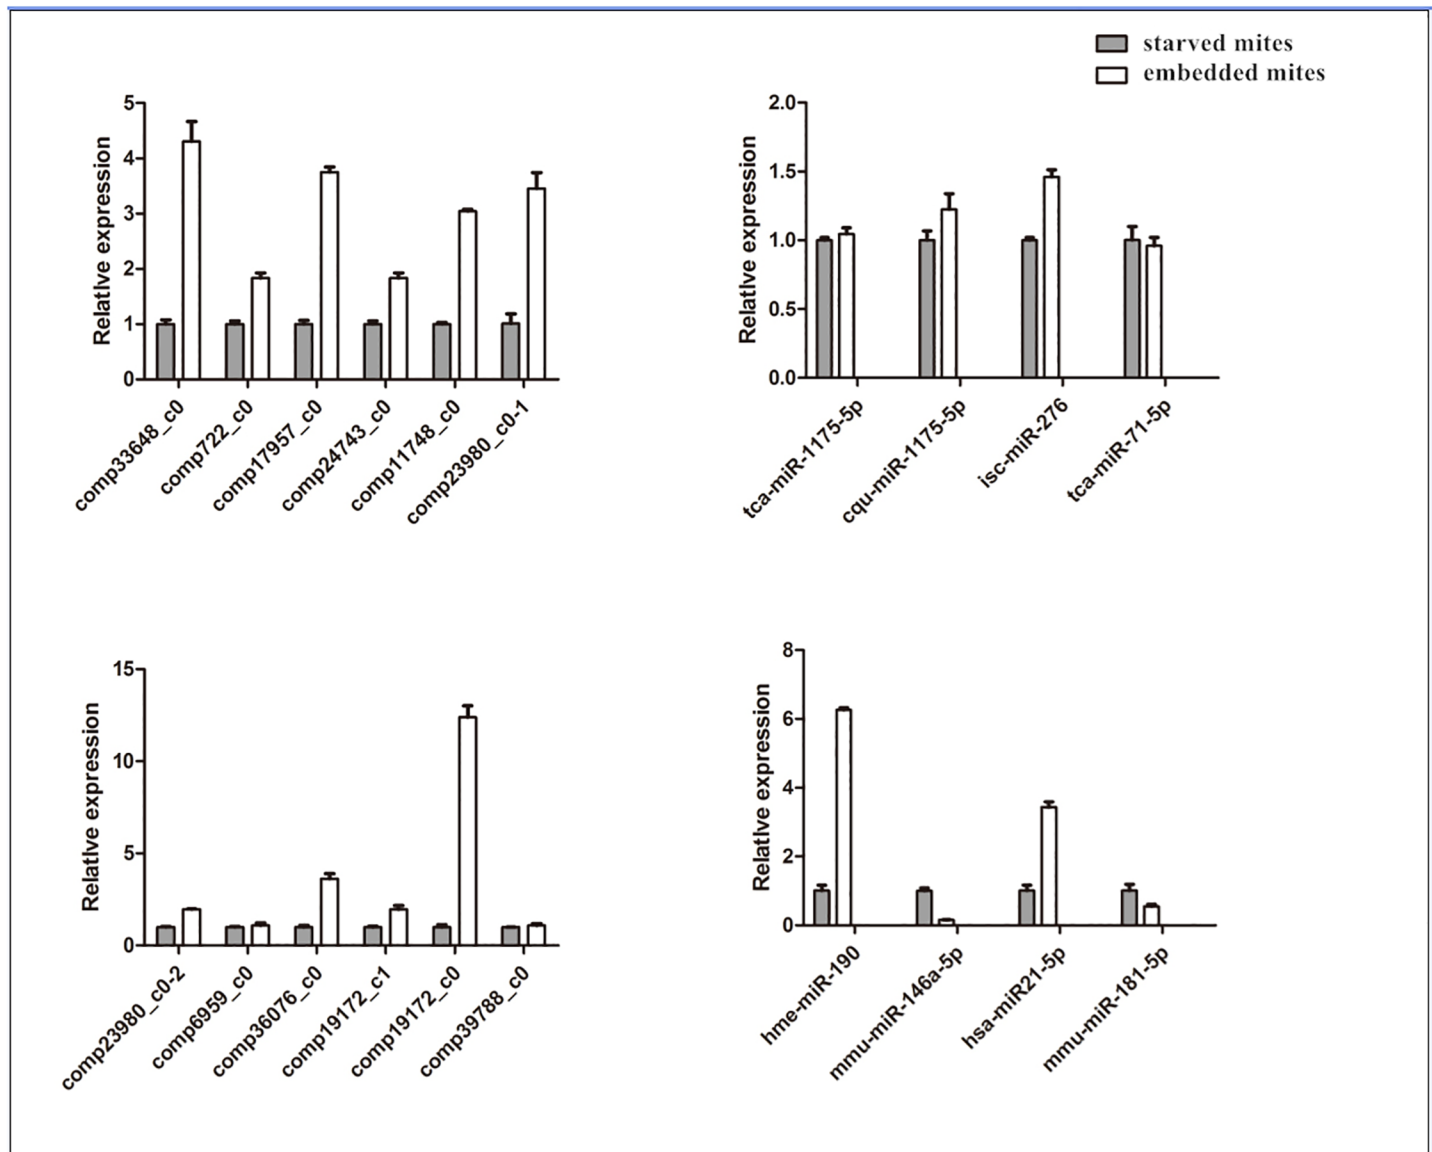 starved mites
embedded mites
Relative expression
5
4
3
2
1
0
comp33648_c0
comp722_c0
comp17957_c0
comp24743_c0
comp11748_c0
comp23980_c0-1
Relative expression
2.0
1.5
1.0
0.5
0.0
tca-miR-1175-5p
cqu-miR-1175-5p
isc-miR-276
tca-miR-71-5p
Relative expression
15
10
5
0
comp23980_c0-2
comp6959_c0
comp36076_c0
comp19172_c1
comp19172_c0
comp39788_c0
Relative expression
8
6
4
2
0
hme-miR-190
mmu-miR-146a-5p
hsa-miR21-5p
mmu-miR-181-5p